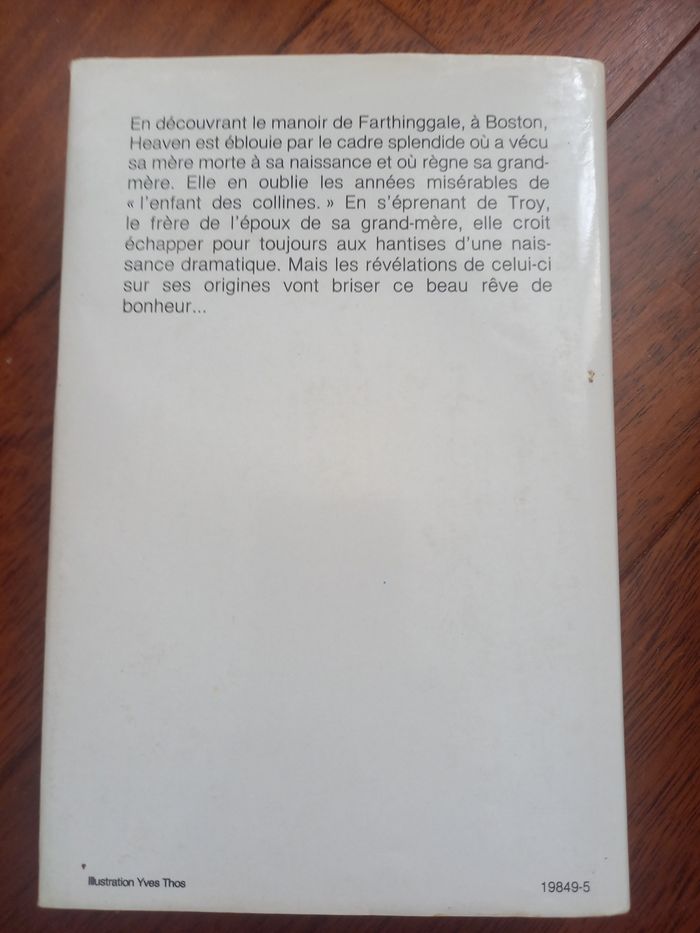 En découvrant le manoir de Farthinggale, à Boston,
Heaven est éblouie par le cadre splendide où a vécu
sa mère morte à sa naissance et où règne sa grand-
mère. Elle en oublie les années misérables de
« l'enfant des collines. » En s'éprenant de Troy,
le frère de l'époux de sa grand-mère, elle croit
échapper pour toujours aux hantises d'une nais-
sance dramatique. Mais les révélations de celui-ci
sur ses origines vont briser ce beau rêve de
bonheur...
Illustration Yves Thos
19849-5